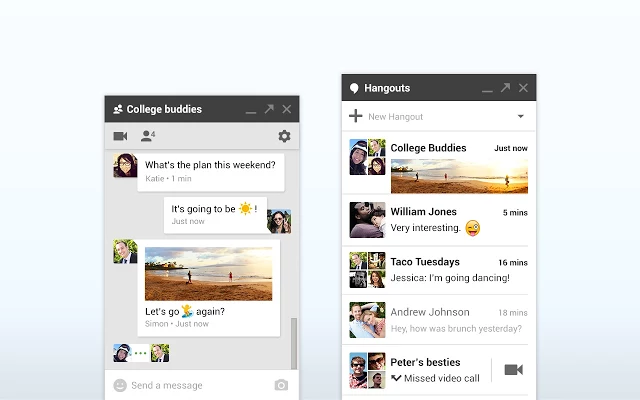 College buddies
4
What's the plan this weekend?
Katie • 1 min
It's going to be ☀️ !
Just now
Let's go 🏄 again?
Simon • Just now
Send a message
Hangouts
New Hangout
College Buddies
Just now
William Jones
5 mins
Very interesting. 😜
Taco Tuesdays
16 mins
Jessica: I'm going dancing!
Andrew Johnson
18 mins
Hey, how was brunch yesterday?
Peter's besties
Missed video call